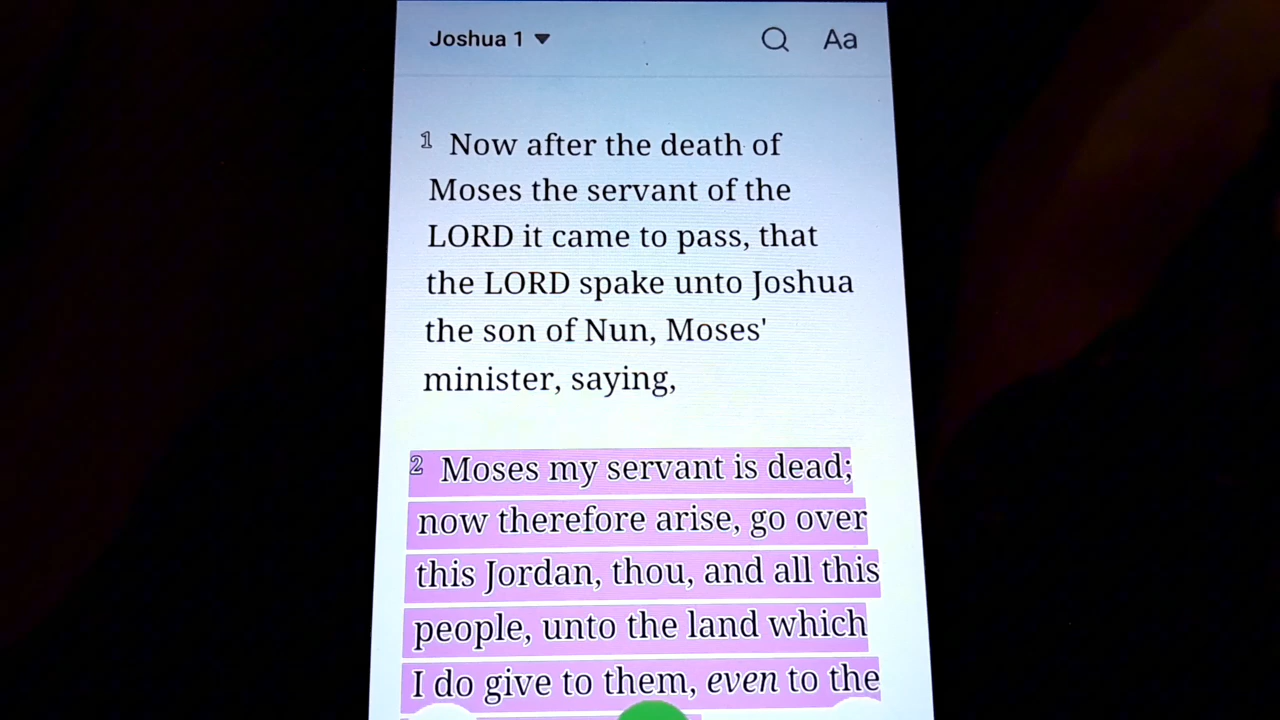 Joshua 1
Aa
1 Now after the death of
Moses the servant of the
LORD it came to pass, that
the LORD spake unto Joshua
the son of Nun, Moses'
minister, saying,
2 Moses my servant is dead;
now therefore arise, go over
this Jordan, thou, and all this
people, unto the land which
I do give to them, even to the